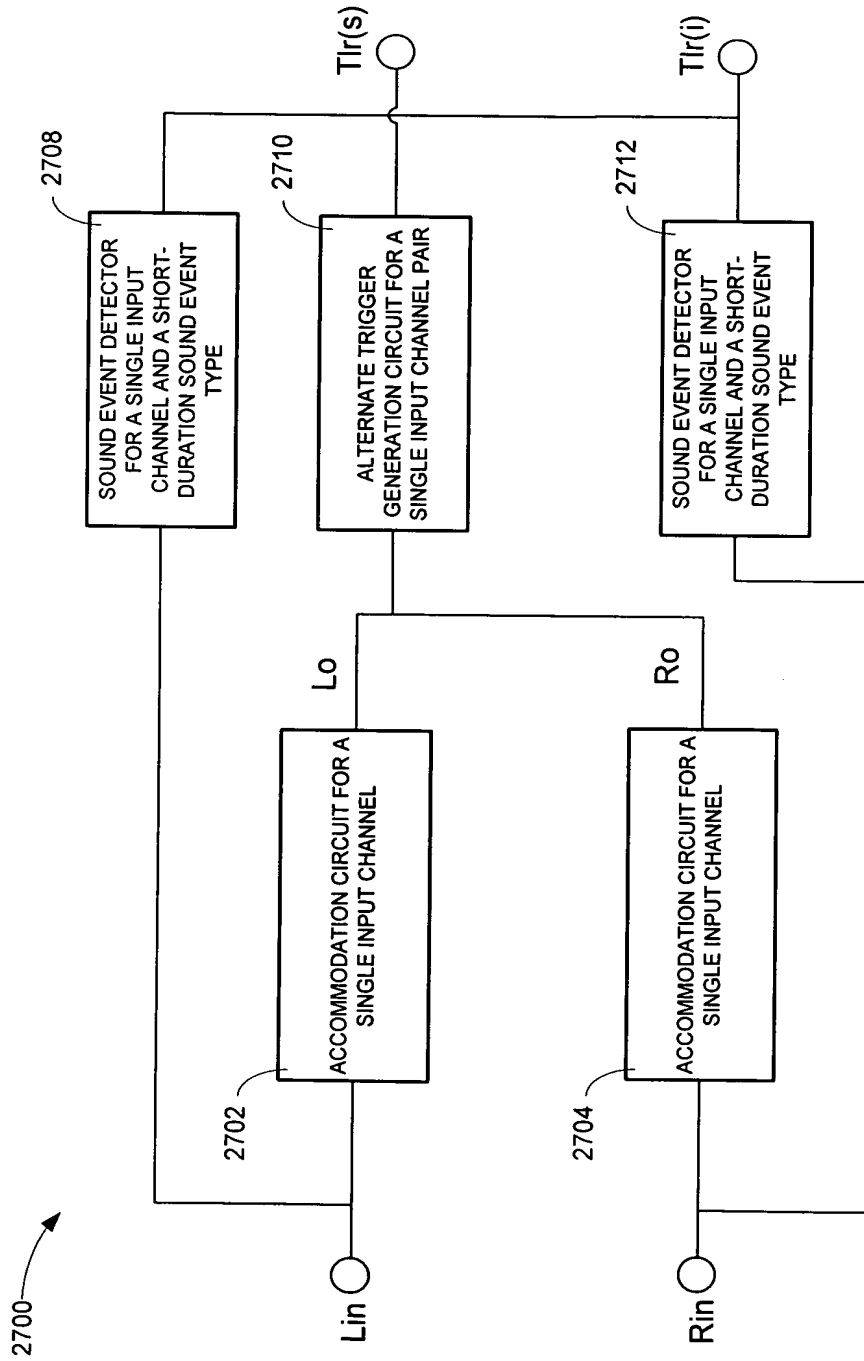 2700
2708
SOUND EVENT DETECTOR
FOR A SINGLE INPUT
CHANNEL AND A SHORT-
DURATION SOUND EVENT
TYPE
Tlr(s)
2710
ALTERNATE TRIGGER
GENERATION CIRCUIT FOR A
SINGLE INPUT CHANNEL PAIR
Lin
2702
ACCOMMODATION CIRCUIT FOR A
SINGLE INPUT CHANNEL
Lo
Tlr(i)
2712
SOUND EVENT DETECTOR
FOR A SINGLE INPUT
CHANNEL AND A SHORT-
DURATION SOUND EVENT
TYPE
Rin
2704
ACCOMMODATION CIRCUIT FOR A
SINGLE INPUT CHANNEL
Ro